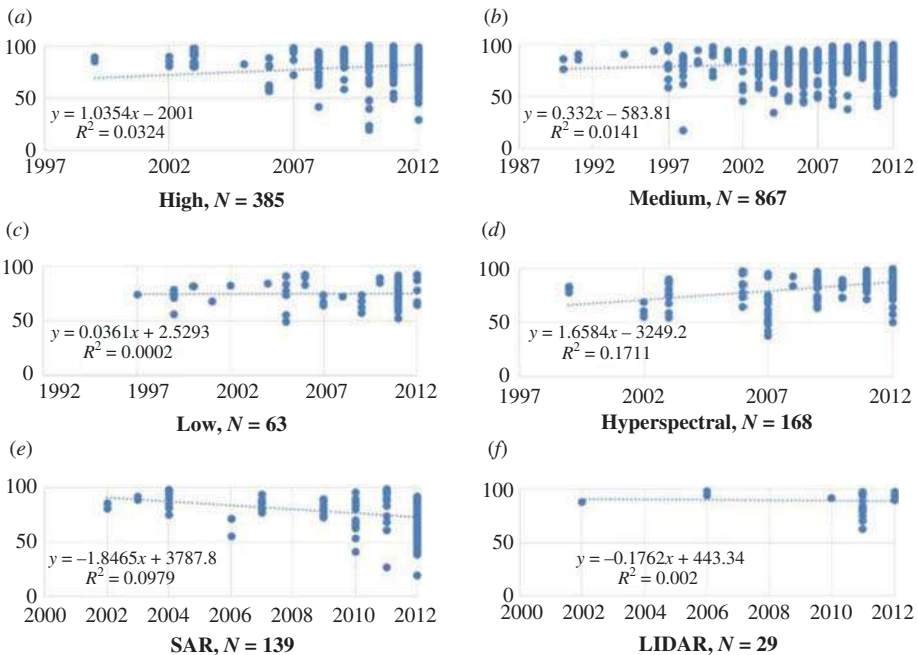 (a)
100
50
0
y = 1.0354x – 2001
R² = 0.0324
1997 2002 2007 2012
High, N = 385
(b)
100
50
0
y = 0.332x – 583.81
R² = 0.0141
1987 1992 1997 2002 2007 2012
Medium, N = 867
(c)
100
50
0
y = 0.0361x + 2.5293
R² = 0.0002
1992 1997 2002 2007 2012
Low, N = 63
(d)
100
50
0
y = 1.6584x – 3249.2
R² = 0.1711
1997 2002 2007 2012
Hyperspectral, N = 168
(e)
100
50
0
y = –1.8465x + 3787.8
R² = 0.0979
2000 2002 2004 2006 2008 2010 2012
SAR, N = 139
(f)
100
50
0
y = –0.1762x + 443.34
R² = 0.002
2000 2002 2004 2006 2008 2010 2012
LIDAR, N = 29